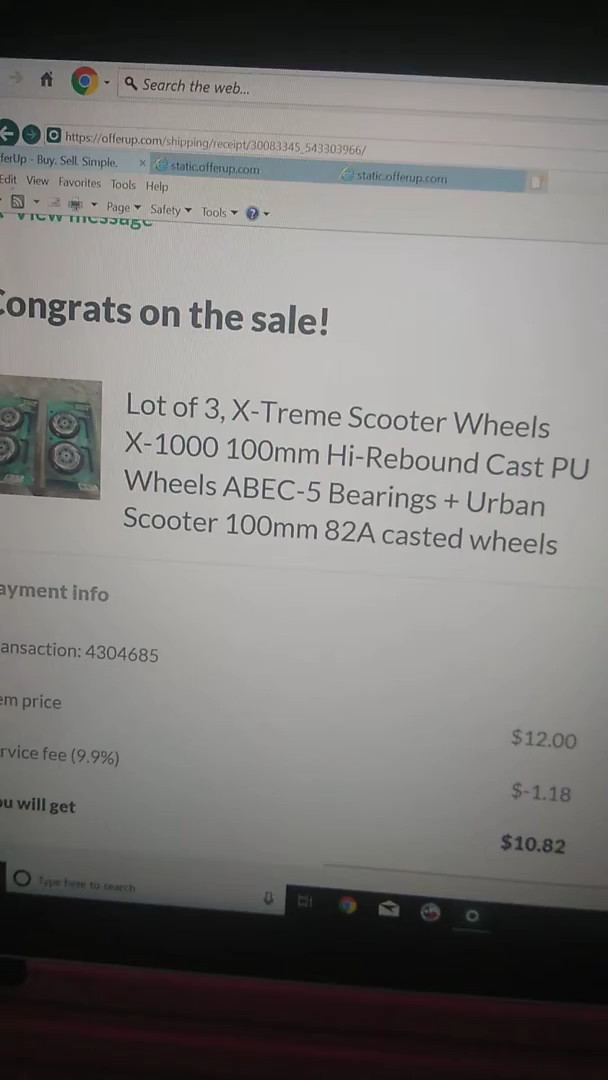 Search the web...
https://offerup.com/shipping/receipt/30083345_543303966/
ferUp - Buy. Sell. Simple. × static.offerup.com static.offerup.com
Edit View Favorites Tools Help
Page Safety Tools
View message
Congrats on the sale!
Lot of 3, X-Treme Scooter Wheels
X-1000 100mm Hi-Rebound Cast PU
Wheels ABEC-5 Bearings + Urban
Scooter 100mm 82A casted wheels
ayment info
ansaction: 4304685
em price
$12.00
rvice fee (9.9%)
$-1.18
ou will get
$10.82
Type here to search